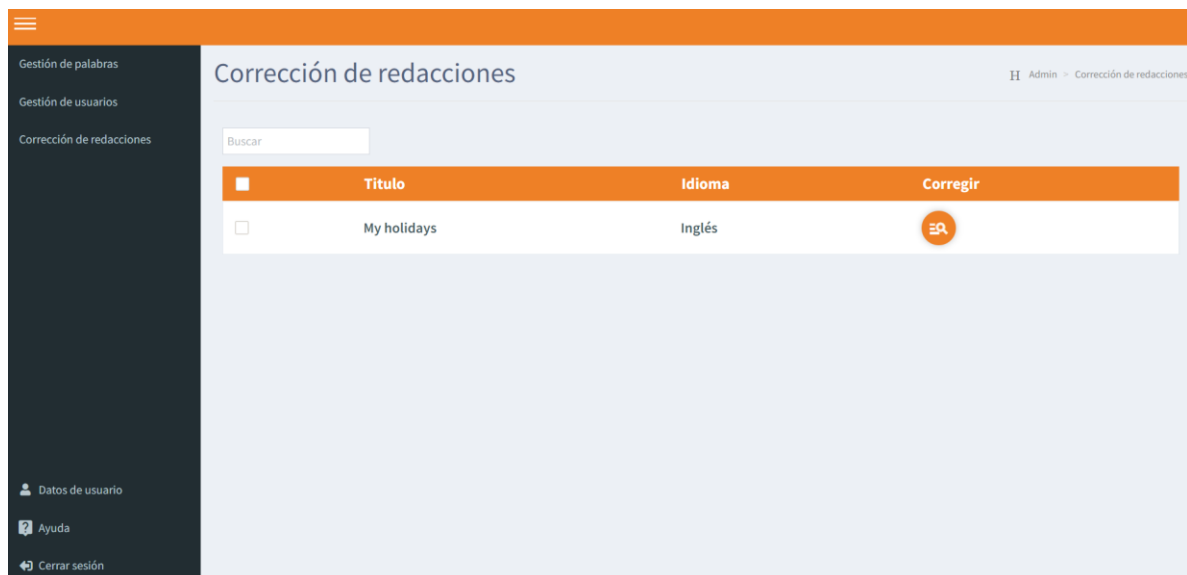 Gestión de palabras
Gestión de usuarios
Corrección de redacciones
Corrección de redacciones
H Admin > Corrección de redacciones
Buscar
Titulo Idioma Corregir
My holidays Inglés
Datos de usuario
Ayuda
Cerrar sesión